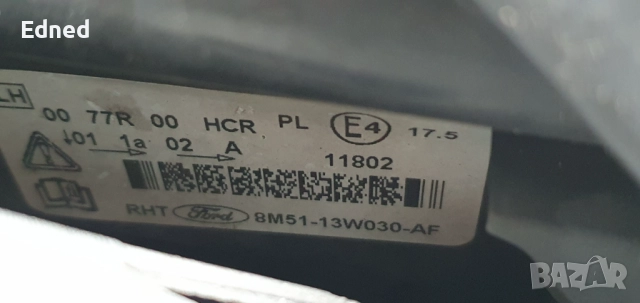 Edned
LH
00 77R 00 HCR PL E4 17.5
01 1a 02 A
11802
RHT Ford 8M51-13W030-AF
BAZAR